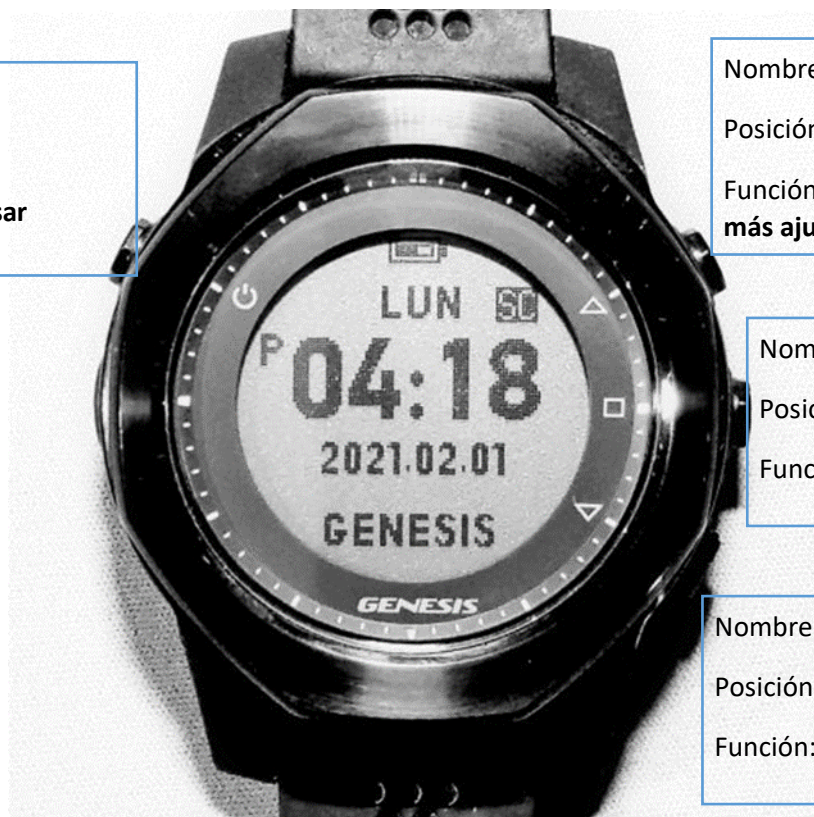 sar
Nombre
Posición
Función
más aju
Nom
Posic
Func
Nombre
Posición
Función:
LUN SD
P 04:18
2021.02.01
GENESIS
GENESIS